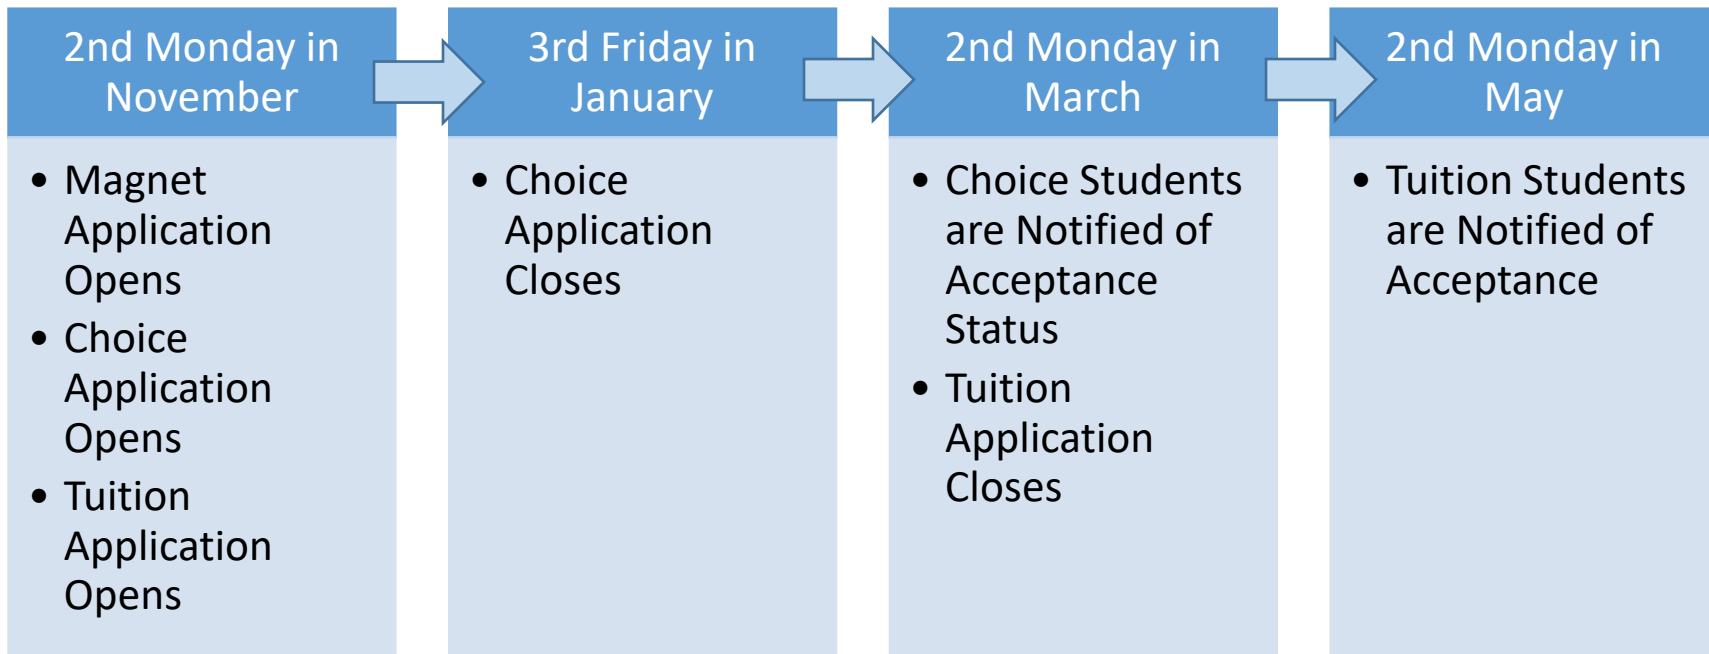 2nd Monday in
November
• Magnet
Application
Opens
• Choice
Application
Opens
• Tuition
Application
Opens
3rd Friday in
January
• Choice
Application
Closes
2nd Monday in
March
• Choice Students
are Notified of
Acceptance
Status
• Tuition
Application
Closes
2nd Monday in
May
• Tuition Students
are Notified of
Acceptance